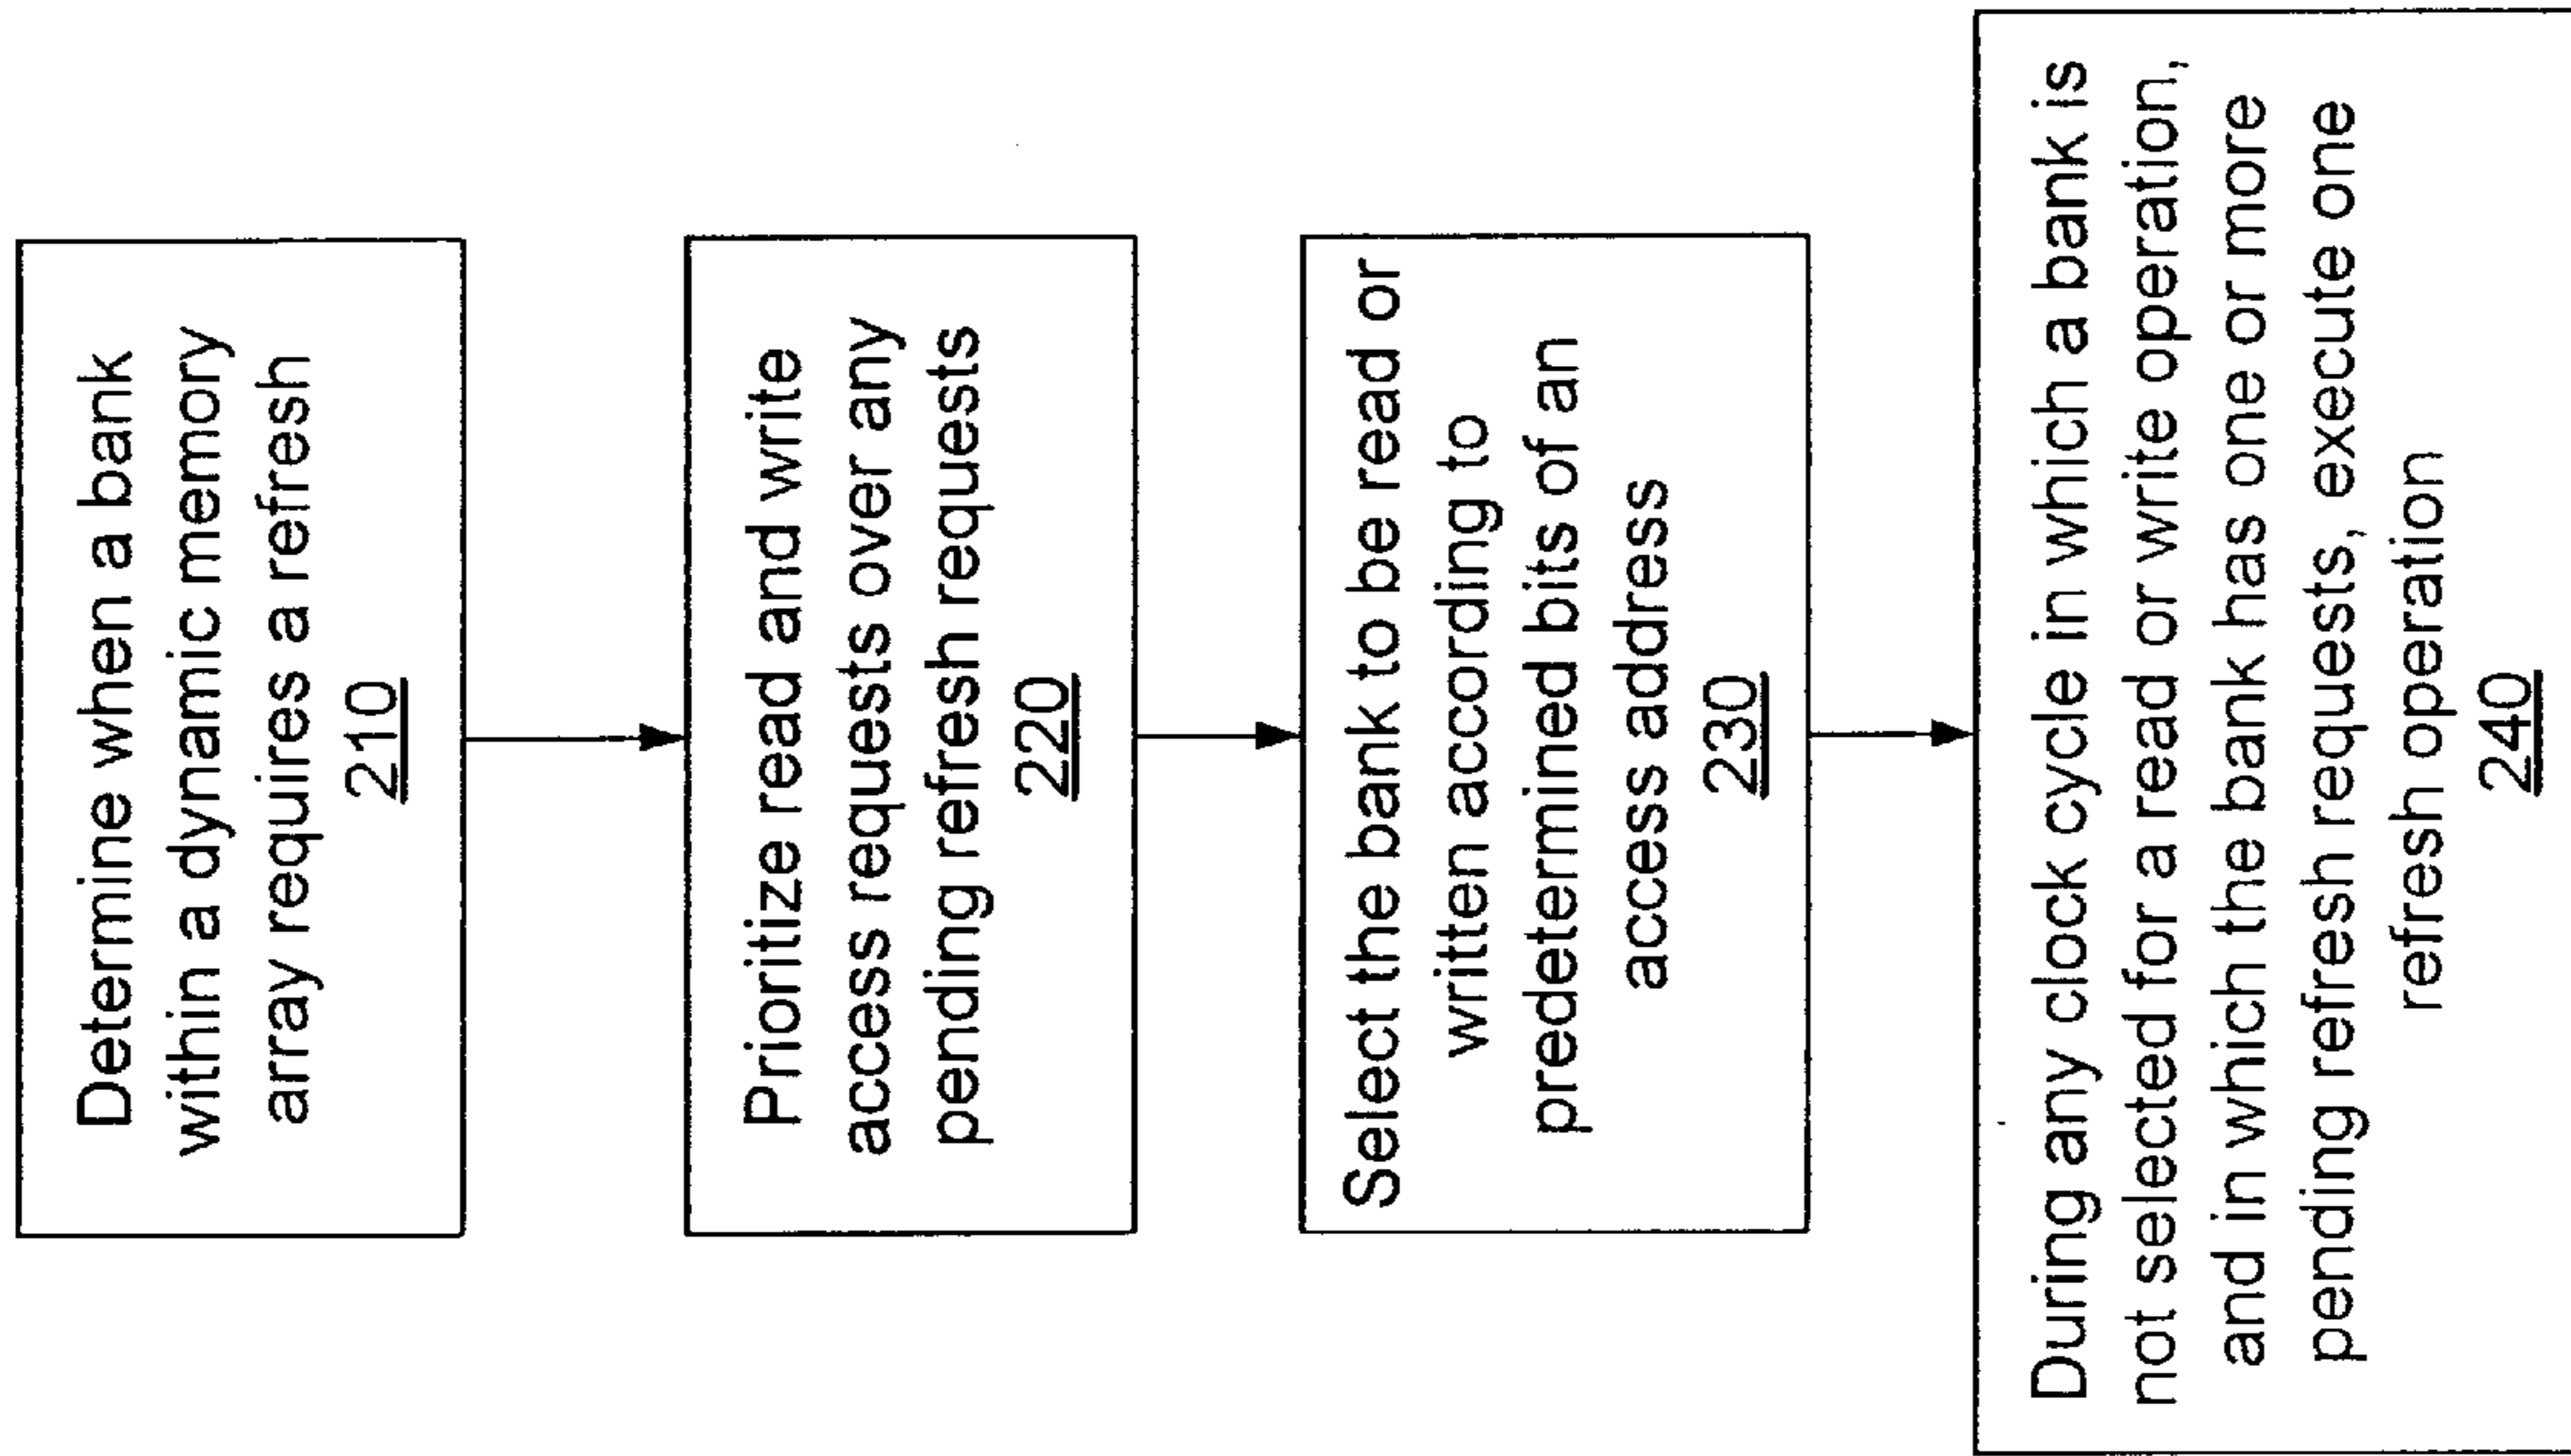 Determine when a bank
within a dynamic memory
array requires a refresh
210
Prioritize read and write
access requests over any
pending refresh requests
220
Select the bank to be read or
written according to
predetermined bits of an
access address
230
During any clock cycle in which a bank is
not selected for a read or write operation,
and in which the bank has one or more
pending refresh requests, execute one
refresh operation
240